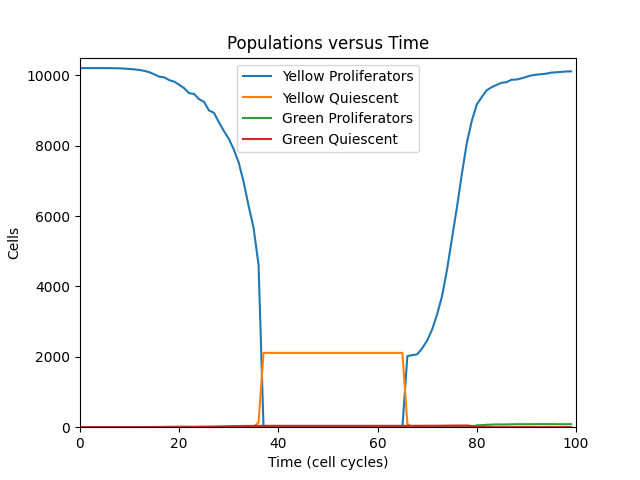 Populations versus Time
Yellow Proliferators
Yellow Quiescent
Green Proliferators
Green Quiescent
Cells
10000
8000
6000
4000
2000
0
0 20 40 60 80 100
Time (cell cycles)